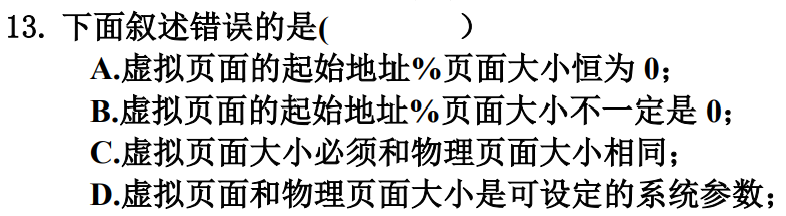 13. 下面叙述错误的是(        ）
A.虚拟页面的起始地址%页面大小恒为 0;
B.虚拟页面的起始地址%页面大小不一定是 0;
C.虚拟页面大小必须和物理页面大小相同;
D.虚拟页面和物理页面大小是可设定的系统参数;